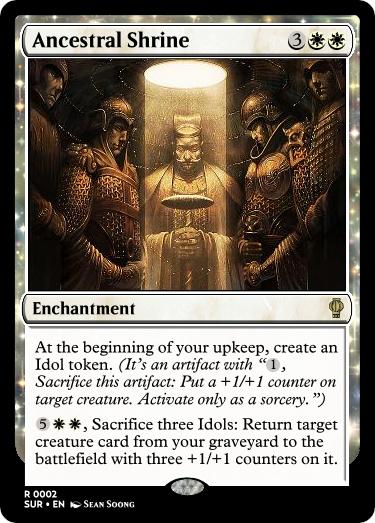 Ancestral Shrine 3
Enchantment
At the beginning of your upkeep, create an
Idol token. (It's an artifact with “1,
Sacrifice this artifact: Put a +1/+1 counter on
target creature. Activate only as a sorcery.”)
5, Sacrifice three Idols: Return target
creature card from your graveyard to the
battlefield with three +1/+1 counters on it.
R 0002
SUR • EN Sean Soong